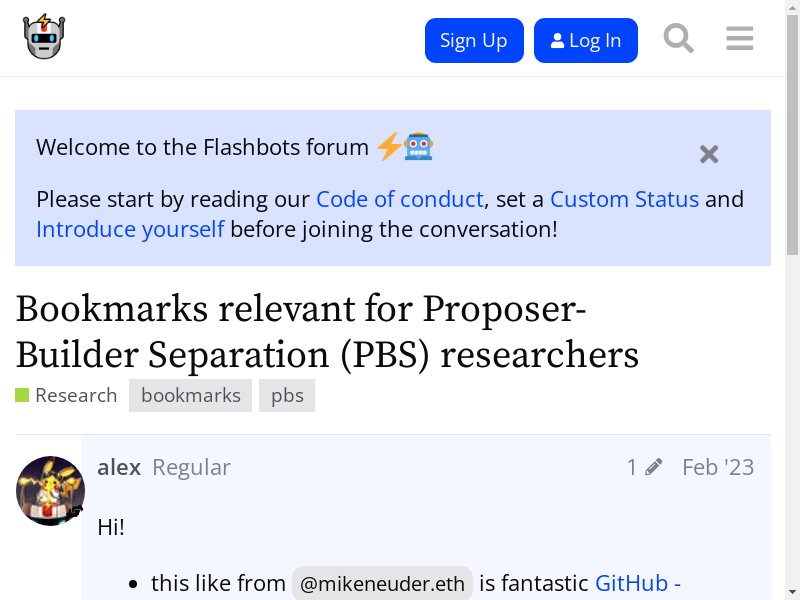 Sign Up
Log In
Welcome to the Flashbots forum
Please start by reading our Code of conduct, set a Custom Status and
Introduce yourself before joining the conversation!
Bookmarks relevant for Proposer-
Builder Separation (PBS) researchers
Research bookmarks pbs
alex Regular 1 Feb '23
Hi!
this like from @mikeneuder.eth is fantastic GitHub -